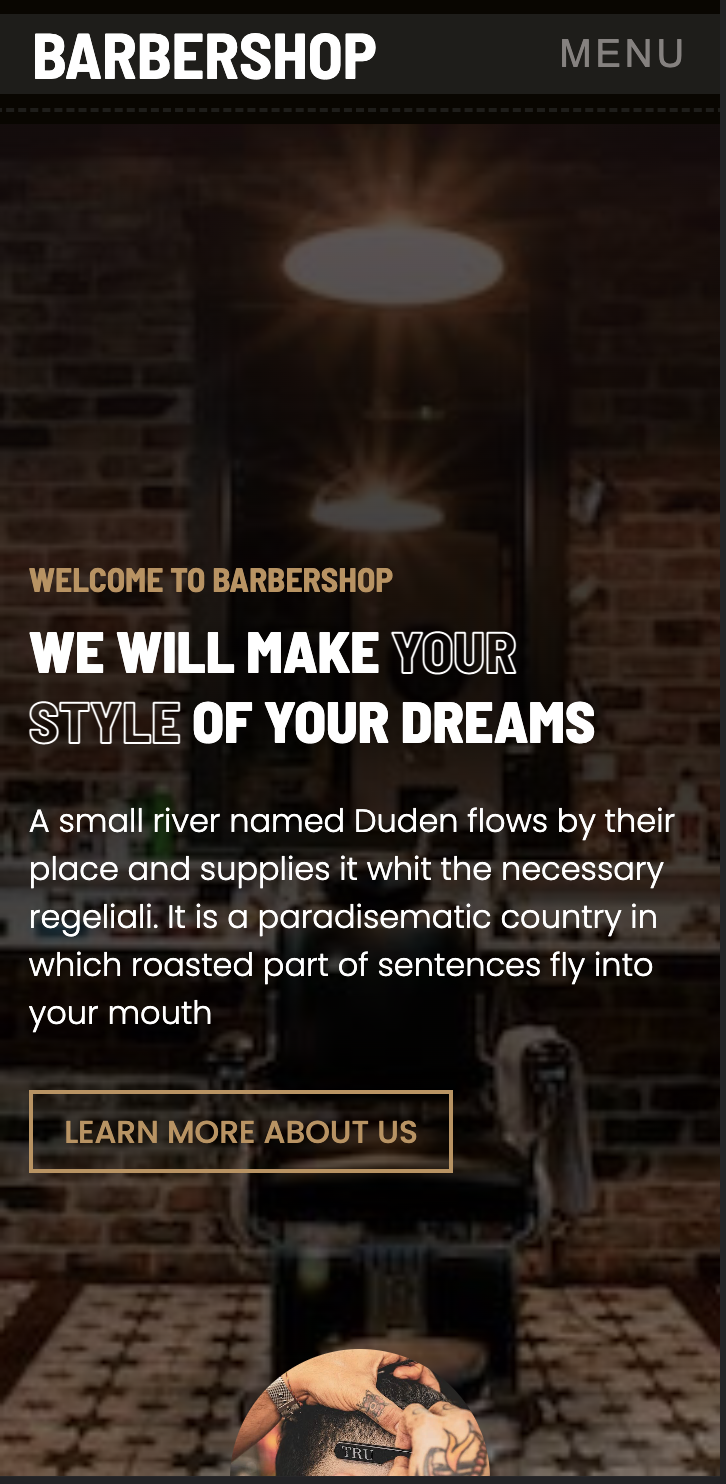 BARBERSHOP
MENU
WELCOME TO BARBERSHOP
WE WILL MAKE YOUR
STYLE OF YOUR DREAMS
A small river named Duden flows by their
place and supplies it whit the necessary
regeliali. It is a paradisematic country in
which roasted part of sentences fly into
your mouth
LEARN MORE ABOUT US
TRU